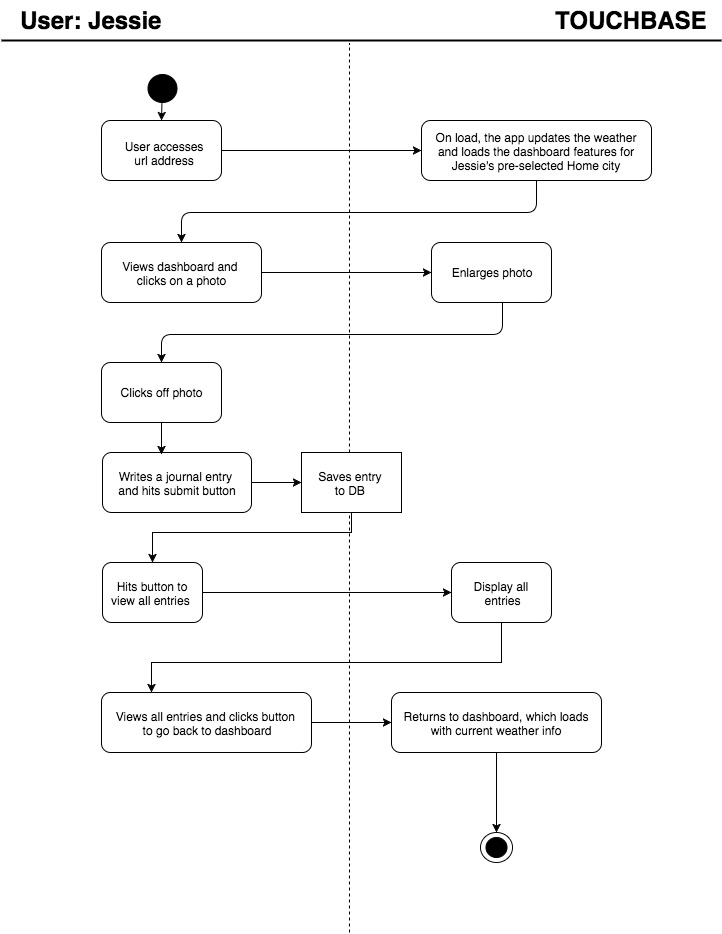 User: Jessie
TOUCHBASE
User accesses
url address
On load, the app updates the weather
and loads the dashboard features for
Jessie's pre-selected Home city
Views dashboard and
clicks on a photo
Enlarges photo
Clicks off photo
Writes a journal entry
and hits submit button
Saves entry
to DB
Hits button to
view all entries
Display all
entries
Views all entries and clicks button
to go back to dashboard
Returns to dashboard, which loads
with current weather info